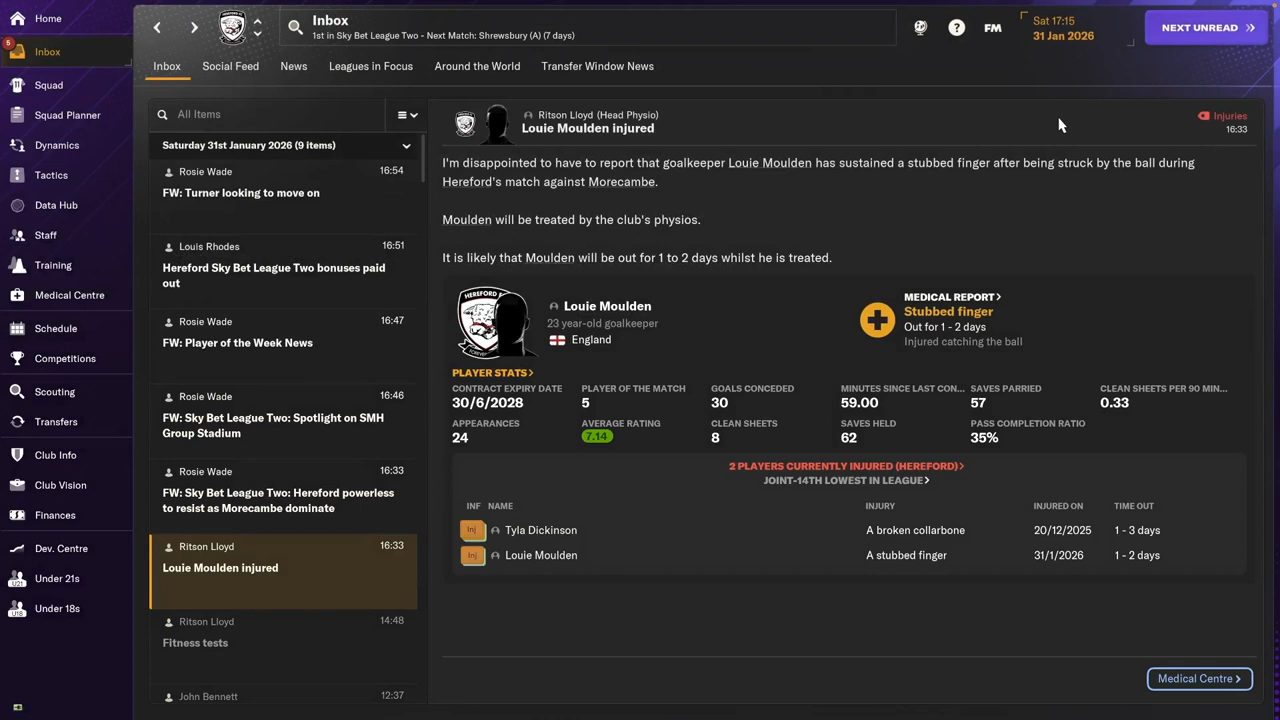 Home
5
Inbox
Squad
Squad Planner
Dynamics
Tactics
Data Hub
Staff
Training
Medical Centre
Schedule
Competitions
Scouting
Transfers
Club Info
Club Vision
Finances
Dev. Centre
U21
Under 21s
U18
Under 18s
Inbox
1st in Sky Bet League Two - Next Match: Shrewsbury (A) (7 days)
?
FM
Sat 17:15
31 Jan 2026
NEXT UNREAD
Inbox
Social Feed
News
Leagues in Focus
Around the World
Transfer Window News
All Items
Saturday 31st January 2026 (9 items)
Rosie Wade 16:54
FW: Turner looking to move on
Louis Rhodes 16:51
Hereford Sky Bet League Two bonuses paid
out
Rosie Wade 16:47
FW: Player of the Week News
Rosie Wade 16:46
FW: Sky Bet League Two: Spotlight on SMH
Group Stadium
Rosie Wade 16:33
FW: Sky Bet League Two: Hereford powerless
to resist as Morecambe dominate
Ritson Lloyd 16:33
Louie Moulden injured
Ritson Lloyd 14:48
Fitness tests
John Bennett 12:37
Ritson Lloyd (Head Physio)
Louie Moulden injured
Injuries
16:33
I'm disappointed to have to report that goalkeeper Louie Moulden has sustained a stubbed finger after being struck by the ball during
Hereford's match against Morecambe.
Moulden will be treated by the club's physios.
It is likely that Moulden will be out for 1 to 2 days whilst he is treated.
HEREFORD F
FOREVER
Louie Moulden
23 year-old goalkeeper
England
MEDICAL REPORT>
Stubbed finger
Out for 1 - 2 days
Injured catching the ball
PLAYER STATS>
CONTRACT EXPIRY DATE PLAYER OF THE MATCH GOALS CONCEDED MINUTES SINCE LAST CON... SAVES PARRIED CLEAN SHEETS PER 90 MIN...
30/6/2028 5 30 59.00 57 0.33
APPEARANCES AVERAGE RATING CLEAN SHEETS SAVES HELD PASS COMPLETION RATIO
24 7.14 8 62 35%
2 PLAYERS CURRENTLY INJURED (HEREFORD)>
JOINT-14TH LOWEST IN LEAGUE>
INF NAME INJURY INJURED ON TIME OUT
Inj Tyla Dickinson A broken collarbone 20/12/2025 1 - 3 days
Inj Louie Moulden A stubbed finger 31/1/2026 1 - 2 days
Medical Centre >